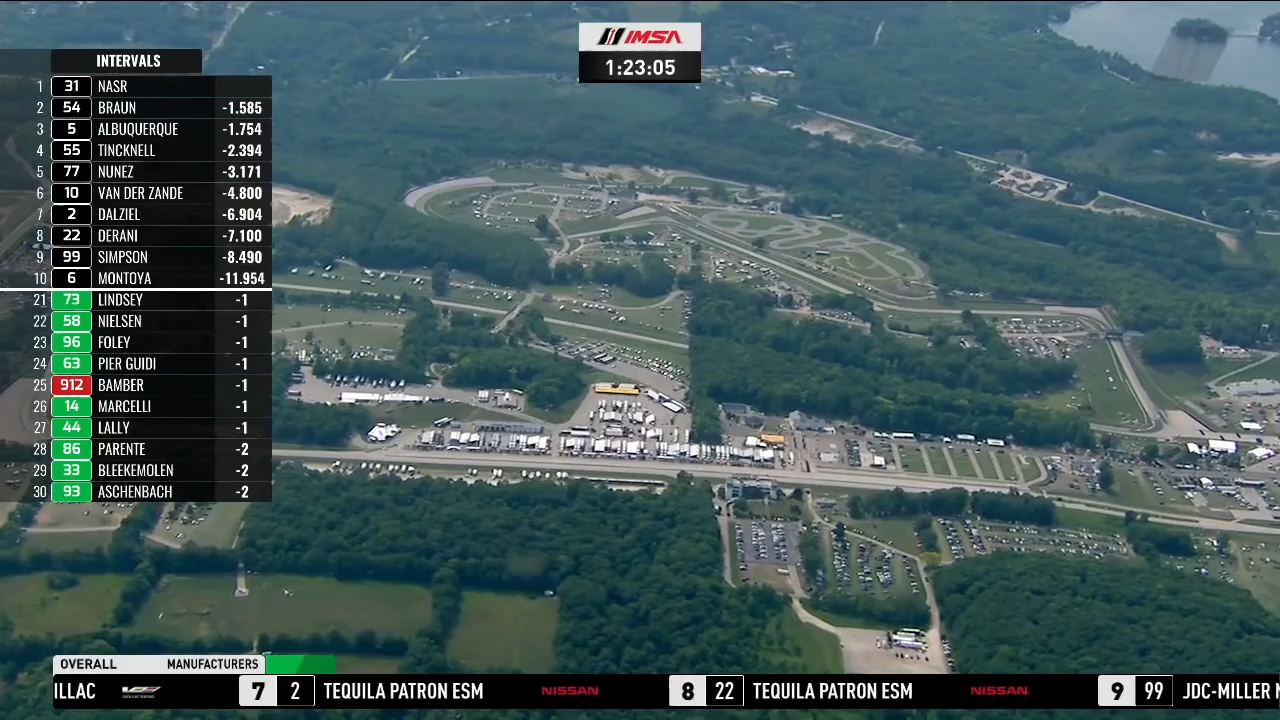 IMSA
1:23:05
INTERVALS
1 31 NASR
2 54 BRAUN -1.585
3 5 ALBUQUERQUE -1.754
4 55 TINCKNELL -2.394
5 77 NUNEZ -3.171
6 10 VAN DER ZANDE -4.800
7 2 DALZIEL -6.904
8 22 DERANI -7.100
9 99 SIMPSON -8.490
10 6 MONTOYA -11.954
21 73 LINDSEY -1
22 58 NIELSEN -1
23 96 FOLEY -1
24 63 PIER GUIDI -1
25 912 BAMBER -1
26 14 MARCELLI -1
27 44 LALLY -1
28 86 PARENTE -2
29 33 BLEEKEMOLEN -2
30 93 ASCHENBACH -2
OVERALL MANUFACTURERS
ILLAC 7 2 TEQUILA PATRON ESM NISSAN 8 22 TEQUILA PATRON ESM NISSAN 9 99 JDC-MILLER